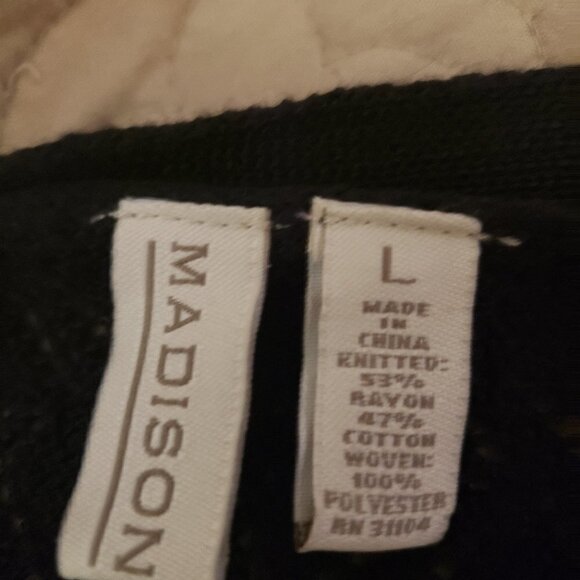 MADISON
L
MADE
IN
CHINA
KNITTED:
53%
RAYON
47%
COTTON
WOVEN:
100%
POLYESTER
RN 31104